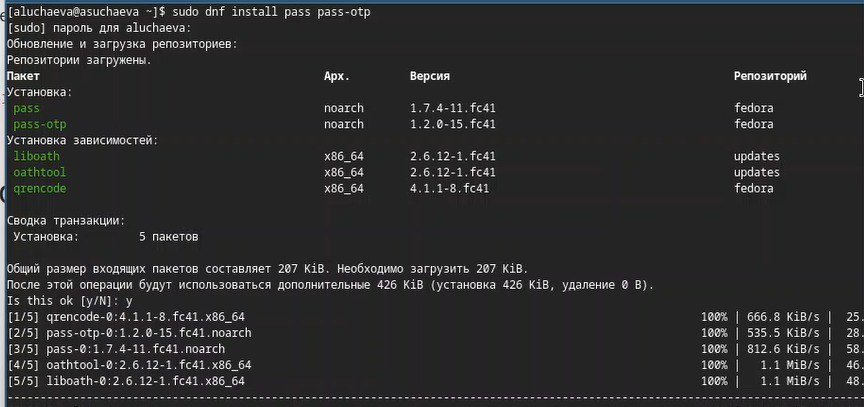 [aluchaeva@asuchaeva ~]$ sudo dnf install pass pass-otp
[sudo] пароль для aluchaeva:
Обновление и загрузка репозиториев:
Репозитории загружены.
Пакет Арх. Версия Репозиторий
Установка:
pass noarch 1.7.4-11.fc41 fedora
pass-otp noarch 1.2.0-15.fc41 fedora
Установка зависимостей:
liboath x86_64 2.6.12-1.fc41 updates
oathtool x86_64 2.6.12-1.fc41 updates
qrencode x86_64 4.1.1-8.fc41 fedora
Сводка транзакции:
Установка: 5 пакетов
Общий размер входящих пакетов составляет 207 KiB. Необходимо загрузить 207 KiB.
После этой операции будут использоваться дополнительные 426 KiB (установка 426 KiB, удаление 0 B).
Is this ok [y/N]: y
[1/5] qrencode-0:4.1.1-8.fc41.x86_64 100% | 666.8 KiB/s | 25.
[2/5] pass-otp-0:1.2.0-15.fc41.noarch 100% | 535.5 KiB/s | 28.
[3/5] pass-0:1.7.4-11.fc41.noarch 100% | 812.6 KiB/s | 58.
[4/5] oathtool-0:2.6.12-1.fc41.x86_64 100% | 1.1 MiB/s | 46.
[5/5] liboath-0:2.6.12-1.fc41.x86_64 100% | 1.1 MiB/s | 48.